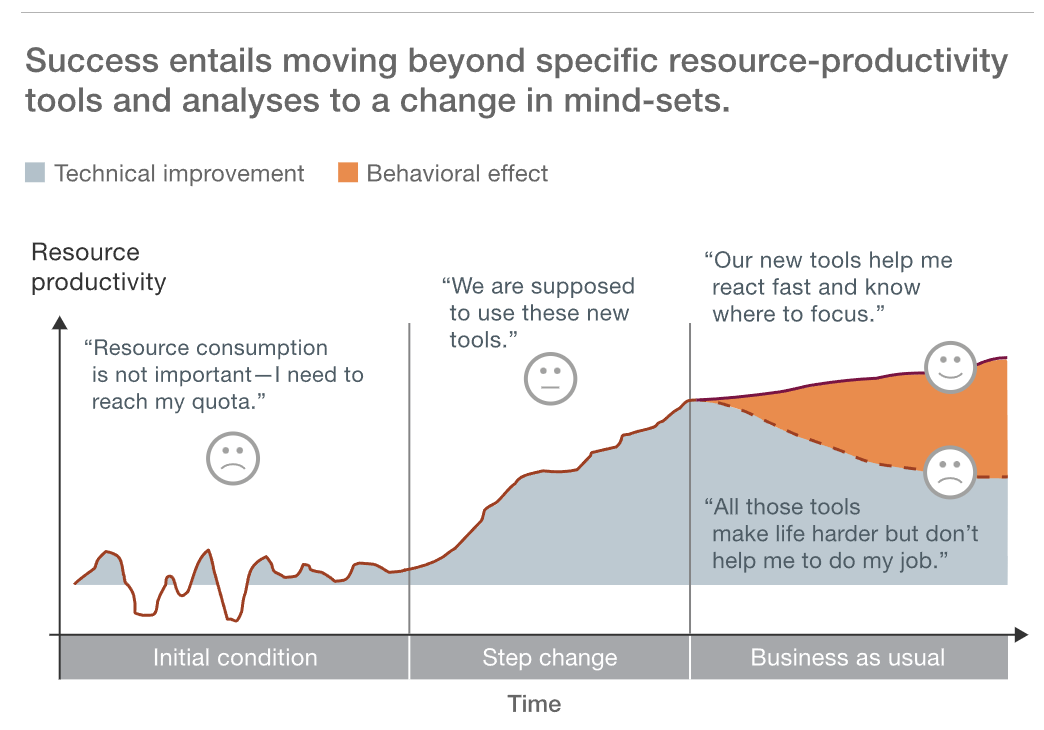 Success entails moving beyond specific resource-productivity
tools and analyses to a change in mind-sets.
Technical improvement
Behavioral effect
Resource
productivity
“Resource consumption
is not important—I need to
reach my quota.”
“We are supposed
to use these new
tools.”
“Our new tools help me
react fast and know
where to focus.”
“All those tools
make life harder but don’t
help me to do my job.”
Initial condition
Step change
Business as usual
Time